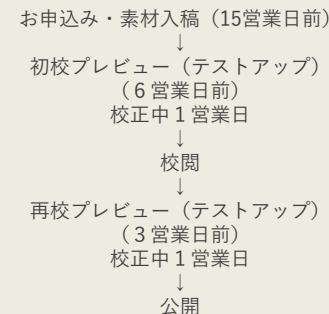 お申込み・素材入稿（15営業日前）
↓
初校プレビュー（テストアップ）
（６営業日前）
校正中１営業日
↓
校閲
↓
再校プレビュー（テストアップ）
（３営業日前）
校正中１営業日
↓
公開